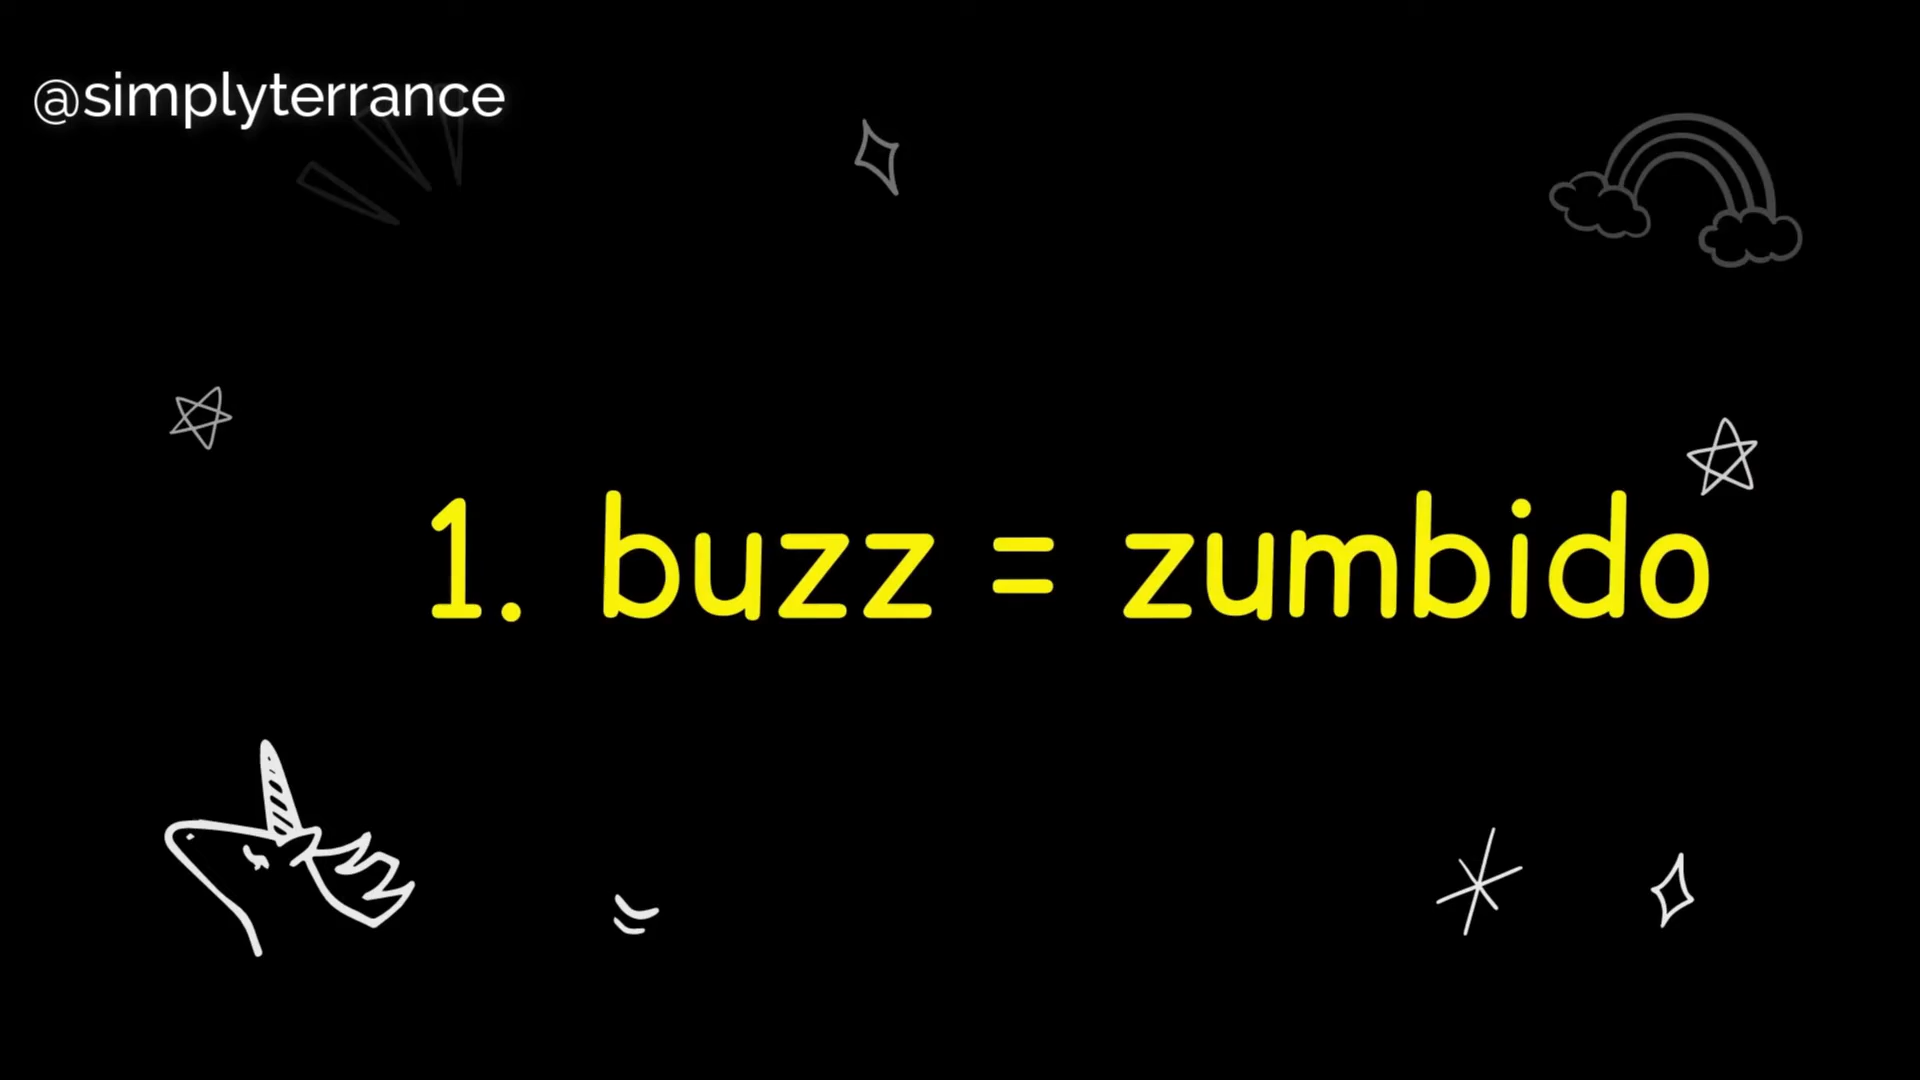 @simplyterrance
1. buzz = zumbido